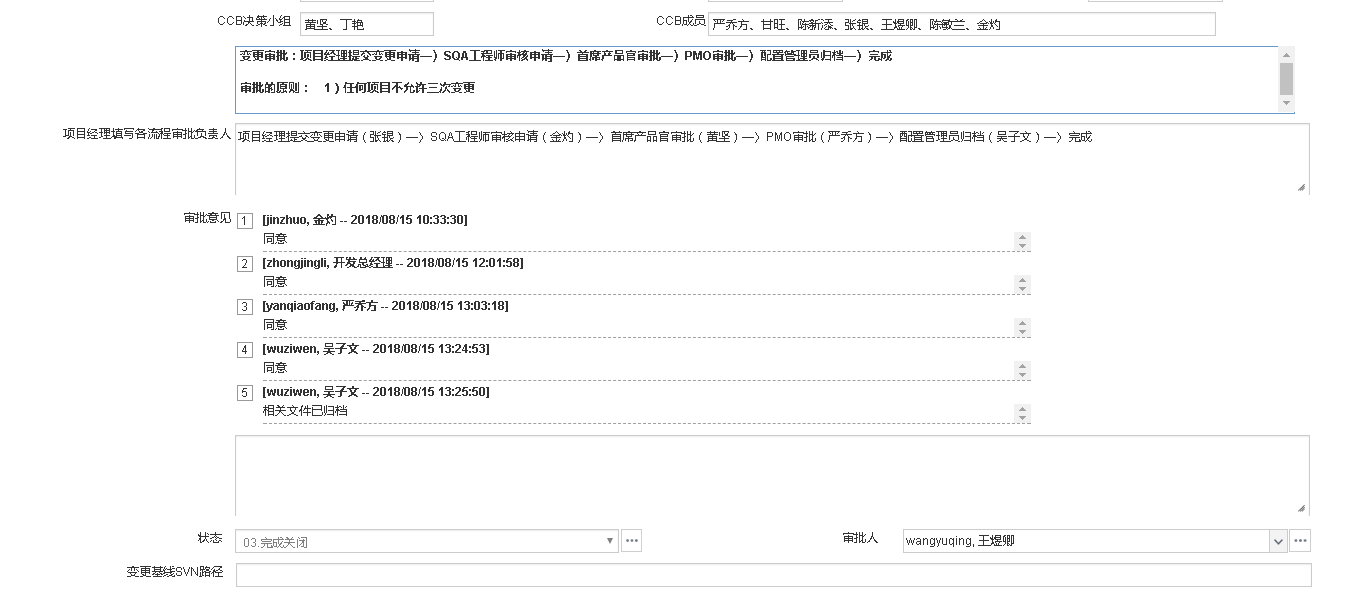 CCB决策小组 黄坚、丁艳 CCB成员 严乔方、甘旺、陈新添、张银、王煜卿、陈敏兰、金灼
变更审批：项目经理提交变更申请—〉SQA工程师审核申请—〉首席产品官审批—〉PMO审批—〉配置管理员归档—〉完成
审批的原则： 1）任何项目不允许三次变更
项目经理填写各流程审批负责人 项目经理提交变更申请（张银）—〉SQA工程师审核申请（金灼）—〉首席产品官审批（黄坚）—〉PMO审批（严乔方）—〉配置管理员归档（吴子文）—〉完成
审批意见 1 [jinzhuo, 金灼 -- 2018/08/15 10:33:30]
同意
2 [zhongjingli, 开发总经理 -- 2018/08/15 12:01:58]
同意
3 [yanqiaofang, 严乔方 -- 2018/08/15 13:03:18]
同意
4 [wuziwen, 吴子文 -- 2018/08/15 13:24:53]
同意
5 [wuziwen, 吴子文 -- 2018/08/15 13:25:50]
相关文件已归档
状态 03.完成关闭 审批人 wangyuqing, 王煜卿
变更基线SVN路径